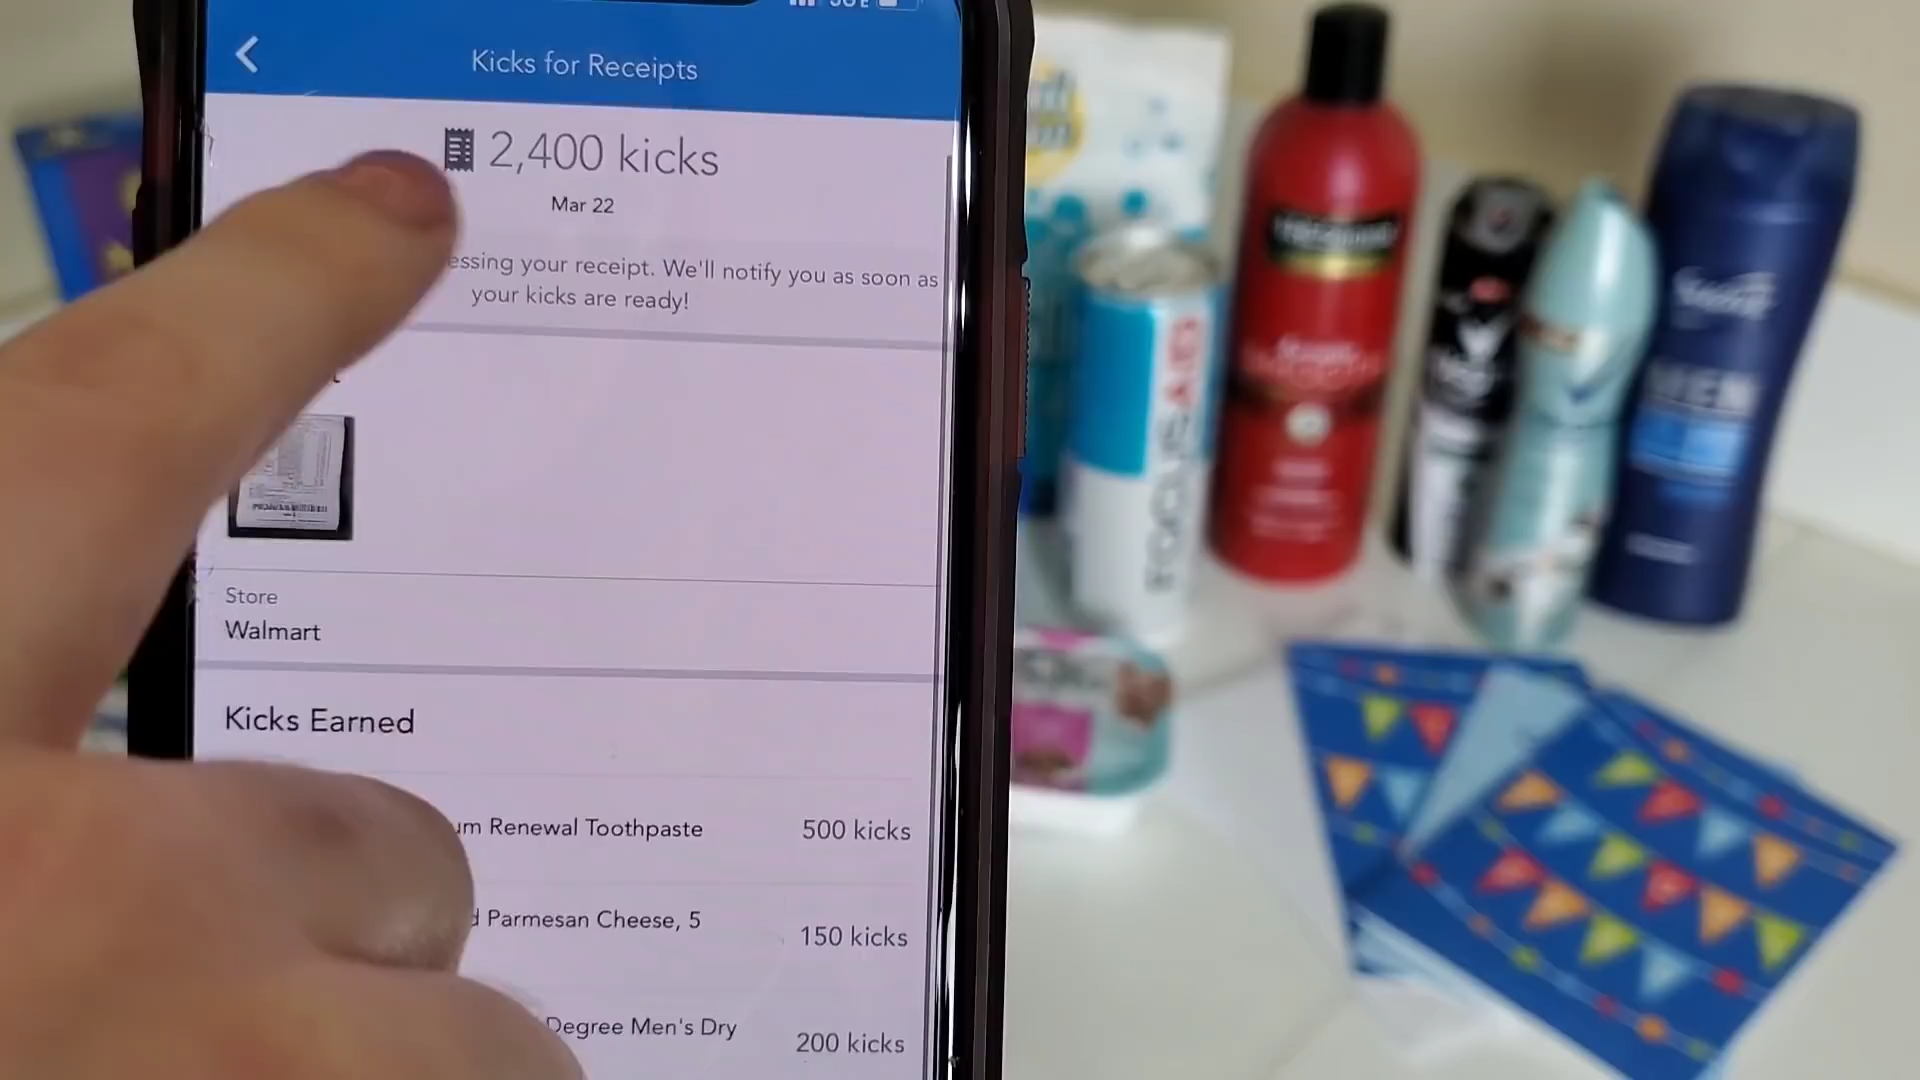 Kicks for Receipts
2,400 kicks
Mar 22
essing your receipt. We'll notify you as soon as
your kicks are ready!
Store
Walmart
Kicks Earned
um Renewal Toothpaste 500 kicks
d Parmesan Cheese, 5 150 kicks
Degree Men's Dry 200 kicks
FOCUSAID
MEN